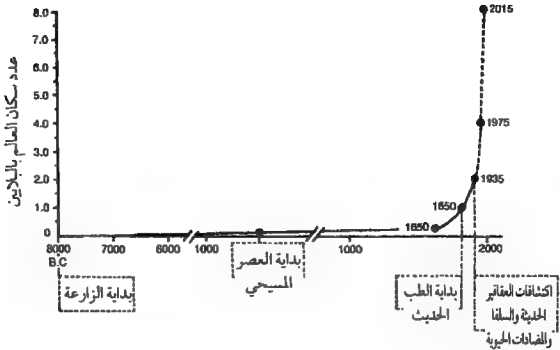 عدد سكان العالم بالبلايين
8.0
7.0
6.0
5.0
4.0
3.0
2.0
1.0
0
2015
1975
1935
1850
1650
8000
B.C
7000
6000
1000
1000
2000
بداية الزارعة
بداية العصر
المسيحي
بداية الطب
الحديث
اكتشافات العقاقير
الحديثة والسلفا
والمضادات الحيوية